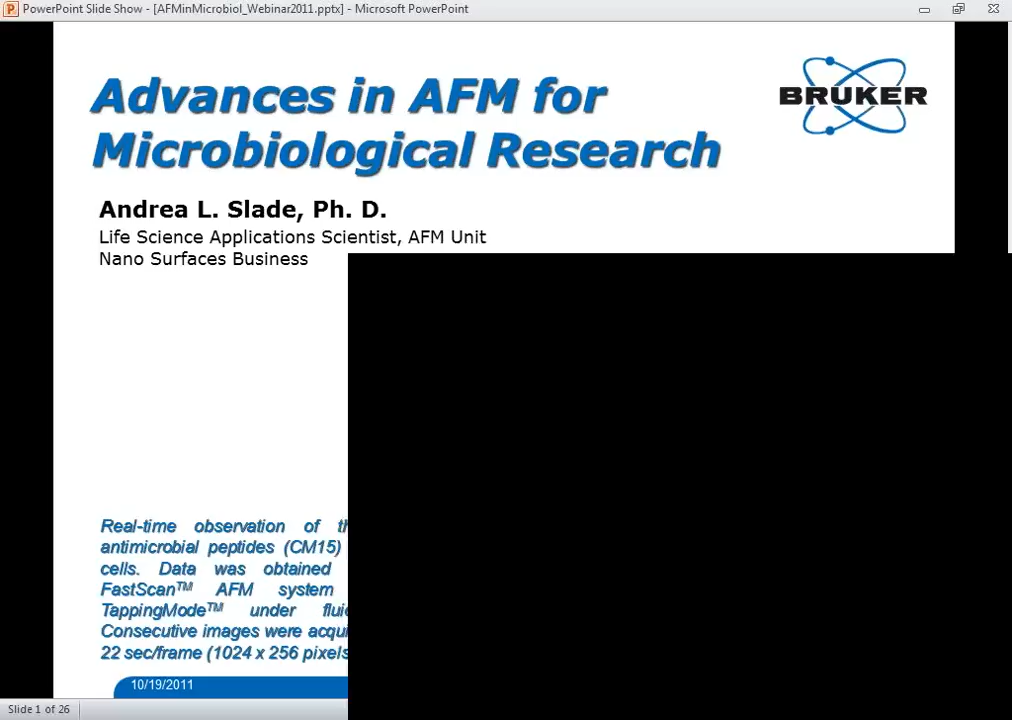 PowerPoint Slide Show - [AFMinMicrobiol_Webinar2011.pptx] - Microsoft PowerPoint
Advances in AFM for
Microbiological Research
BRUKER
Andrea L. Slade, Ph. D.
Life Science Applications Scientist, AFM Unit
Nano Surfaces Business
Real-time observation of
antimicrobial peptides (CM15)
cells. Data was obtained
FastScan™ AFM system
TappingMode™ under
Consecutive images were
22 sec/frame (1024 x 256 pixels
10/19/2011
Slide 1 of 26